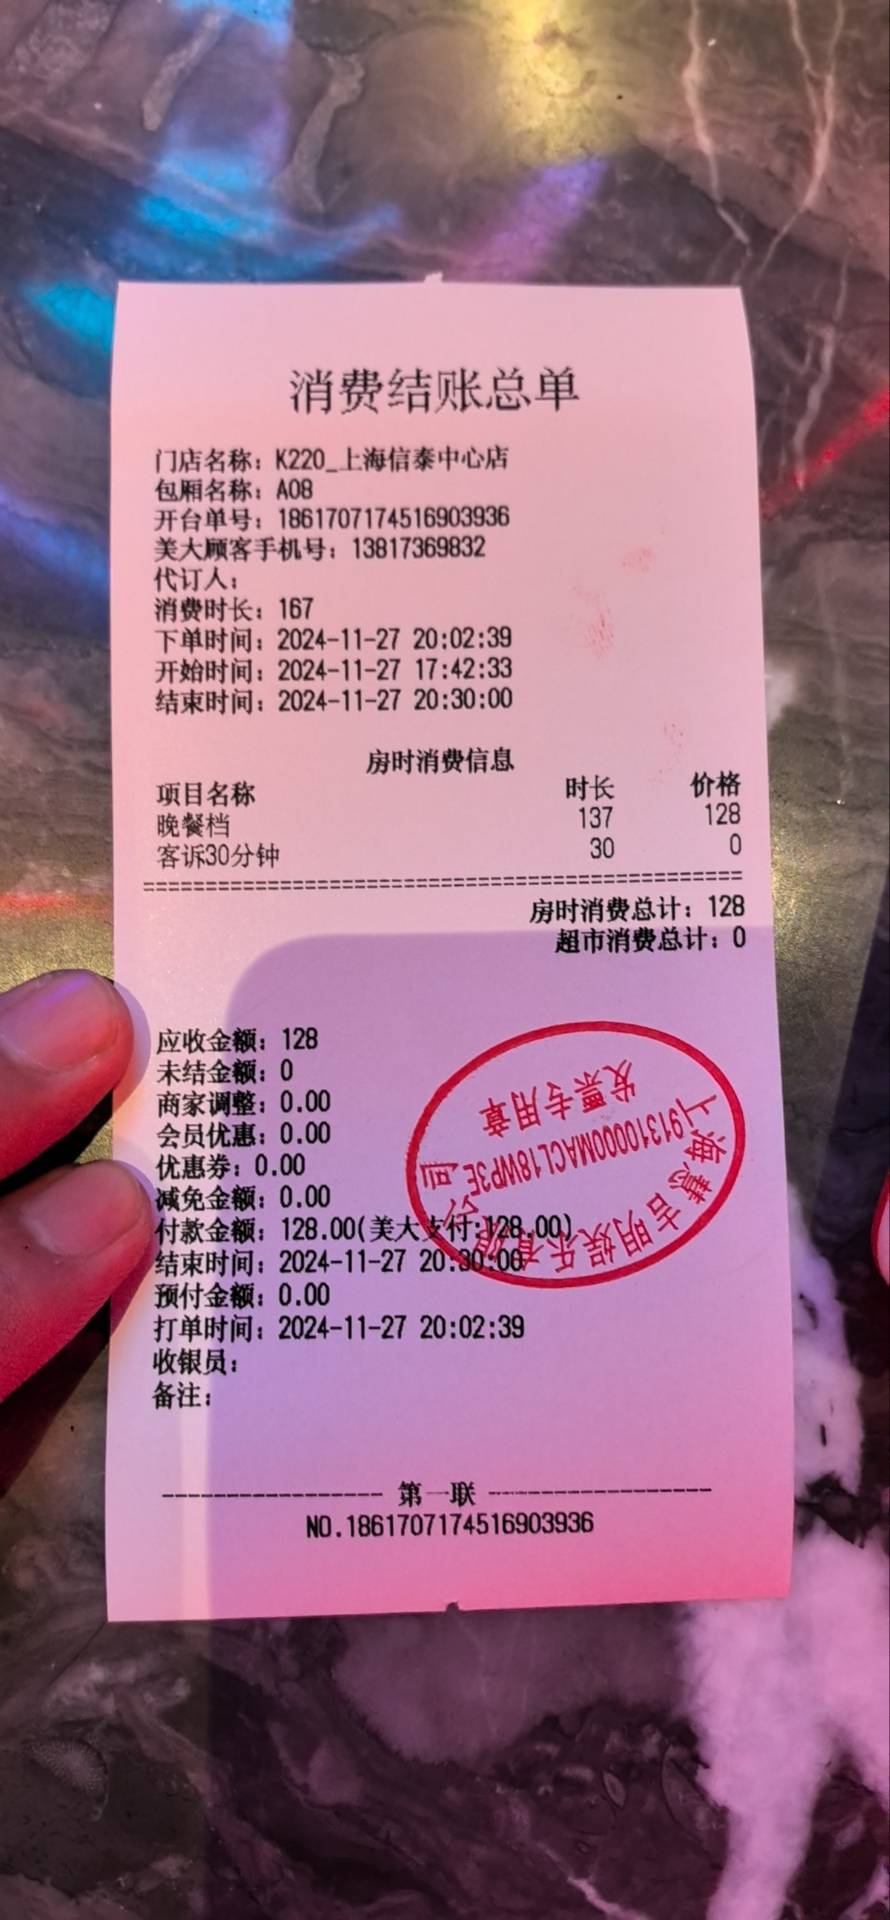 消费结账总单
门店名称：K220_上海信泰中心店
包厢名称：A08
开台单号：1861707174516903936
美大顾客手机号：13817369832
代订人：
消费时长：167
下单时间：2024-11-27 20:02:39
开始时间：2024-11-27 17:42:33
结束时间：2024-11-27 20:30:00
房时消费信息
项目名称 时长 价格
晚餐档 137 128
客诉30分钟 30 0
房时消费总计：128
超市消费总计：0
应收金额：128
未结金额：0
商家调整：0.00
会员优惠：0.00
优惠券：0.00
减免金额：0.00
付款金额：128.00(美大支付:128.00)
结束时间：2024-11-27 20:30:00
预付金额：0.00
打单时间：2024-11-27 20:02:39
收银员：
备注：
上海慧吉明娱乐有限公司
91310000MACL18WP3E
发票专用章
第一联
NO.1861707174516903936